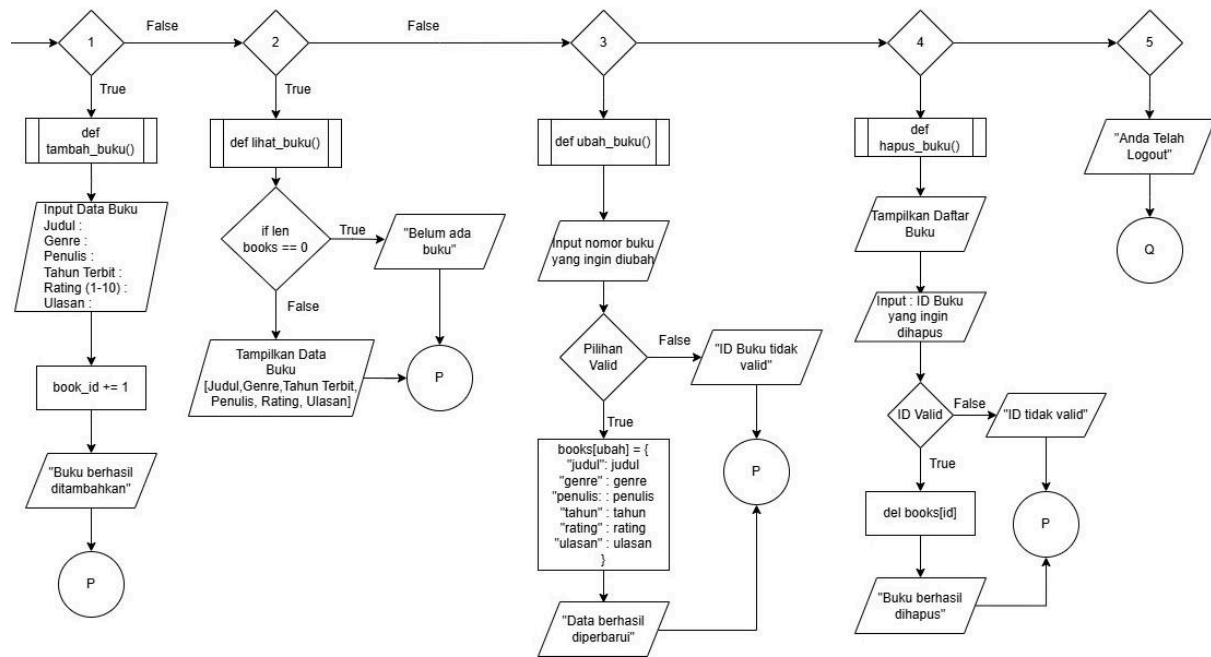 1
False
2
False
3
4
5
True
True
def
tambah_buku()
def lihat_buku()
def ubah_buku()
def
hapus_buku()
"Anda Telah
Logout"
Q
Input Data Buku
Judul :
Genre :
Penulis :
Tahun Terbit :
Rating (1-10) :
Ulasan :
book_id += 1
"Buku berhasil
ditambahkan"
P
if len
books == 0
True
"Belum ada
buku"
False
Tampilkan Data
Buku
[Judul,Genre,Tahun Terbit,
Penulis, Rating, Ulasan]
P
Input nomor buku
yang ingin diubah
Pilihan
Valid
False
"ID Buku tidak
valid"
True
books[ubah] = {
"judul": judul
"genre" : genre
"penulis: : penulis
"tahun" : tahun
"rating" : rating
"ulasan" : ulasan
}
"Data berhasil
diperbarui"
P
Tampilkan Daftar
Buku
Input : ID Buku
yang ingin
dihapus
ID Valid
False
"ID tidak valid"
True
del books[id]
"Buku berhasil
dihapus"
P